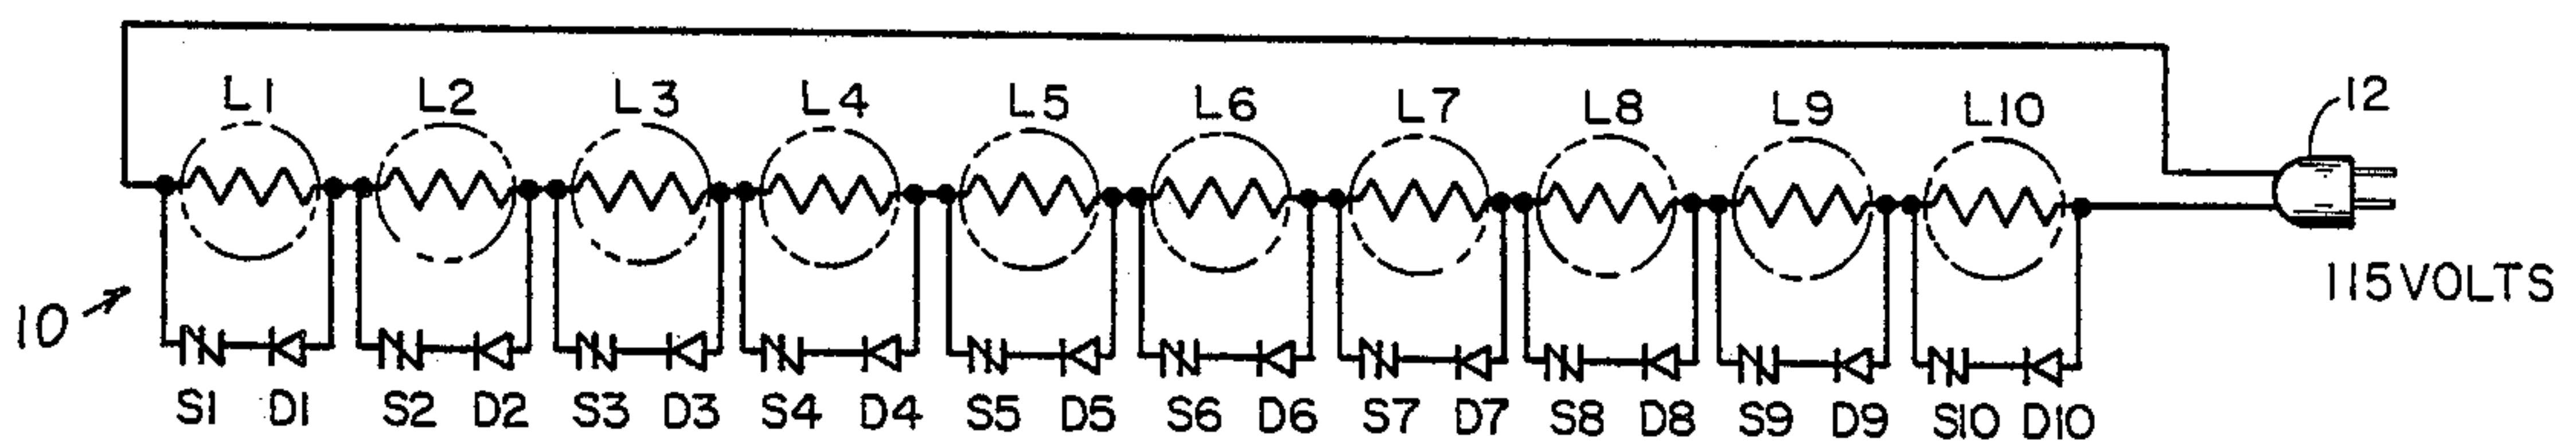 L1 L2 L3 L4 L5 L6 L7 L8 L9 L10 12
10
115VOLTS
S1 D1 S2 D2 S3 D3 S4 D4 S5 D5 S6 D6 S7 D7 S8 D8 S9 D9 S10 D10